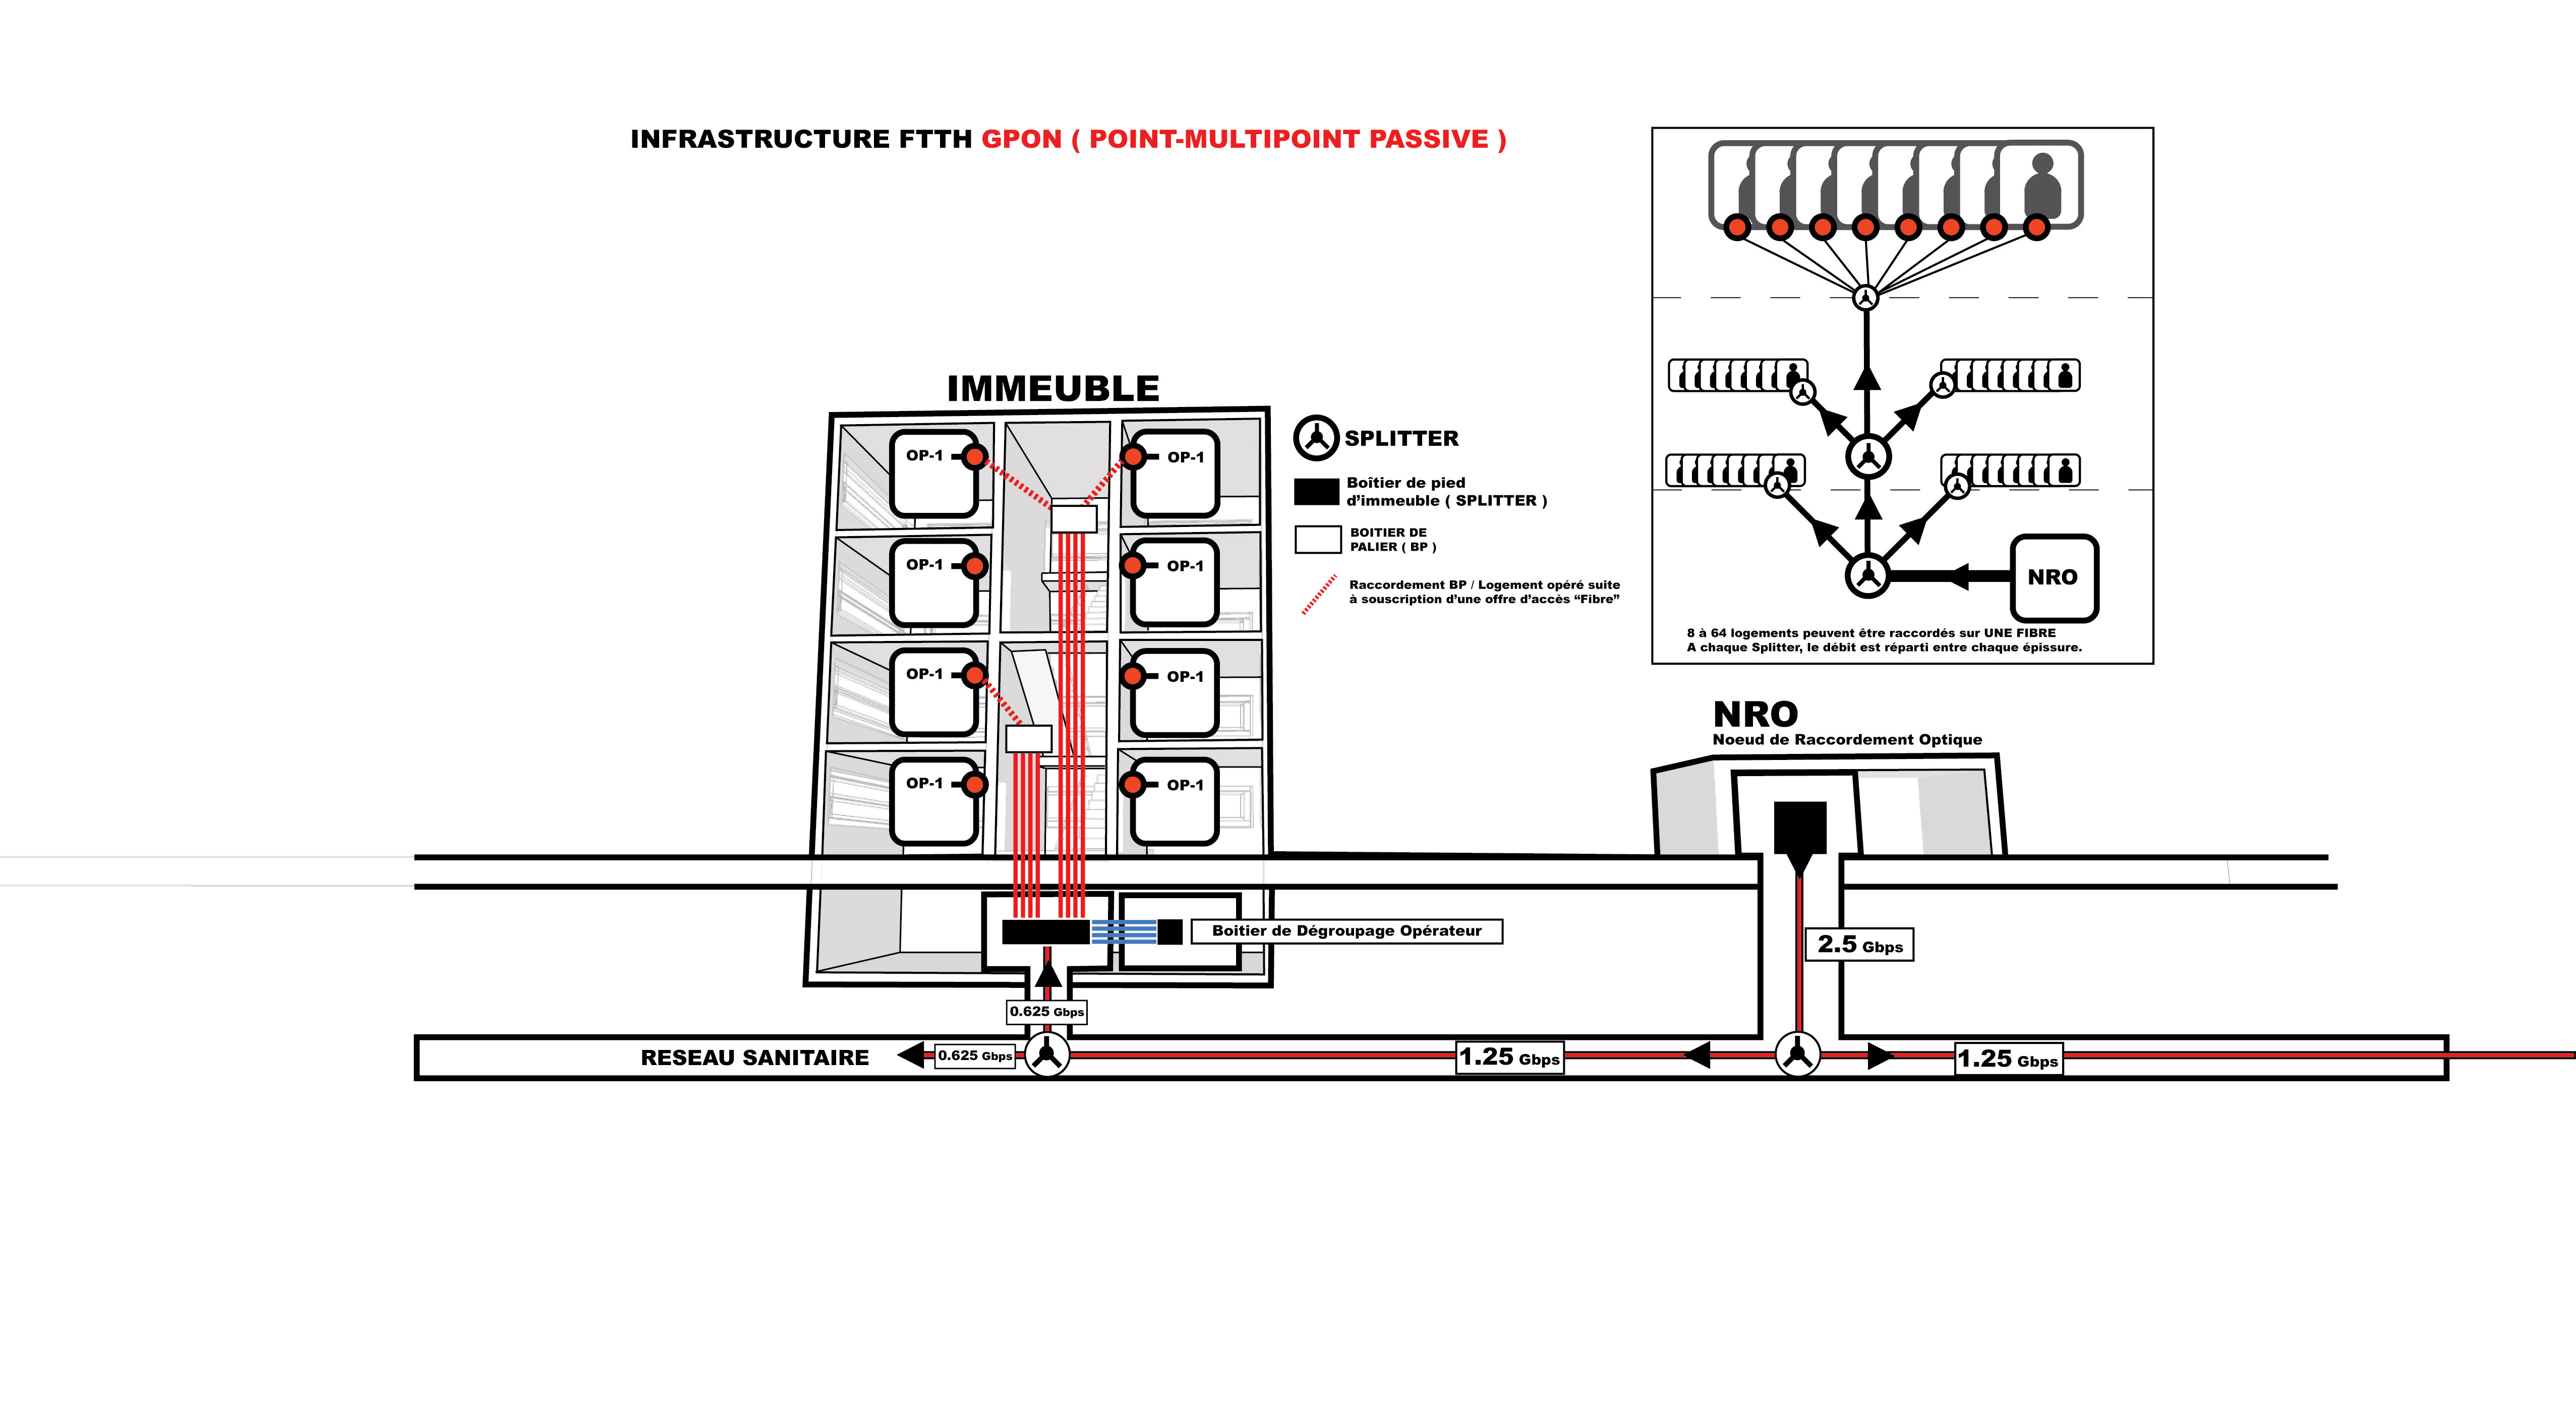 INFRASTRUCTURE FTTH GPON ( POINT-MULTIPOINT PASSIVE )
IMMEUBLE
OP-1
OP-1
OP-1
OP-1
OP-1
OP-1
OP-1
OP-1
SPLITTER
Boîtier de pied
d’immeuble ( SPLITTER )
BOITIER DE
PALIER ( BP )
Raccordement BP / Logement opéré suite
à souscription d’une offre d’accès “Fibre”
NRO
8 à 64 logements peuvent être raccordés sur UNE FIBRE
A chaque Splitter, le débit est réparti entre chaque épissure.
NRO
Noeud de Raccordement Optique
Boitier de Dégroupage Opérateur
2.5 Gbps
0.625 Gbps
RESEAU SANITAIRE
0.625 Gbps
1.25 Gbps
1.25 Gbps